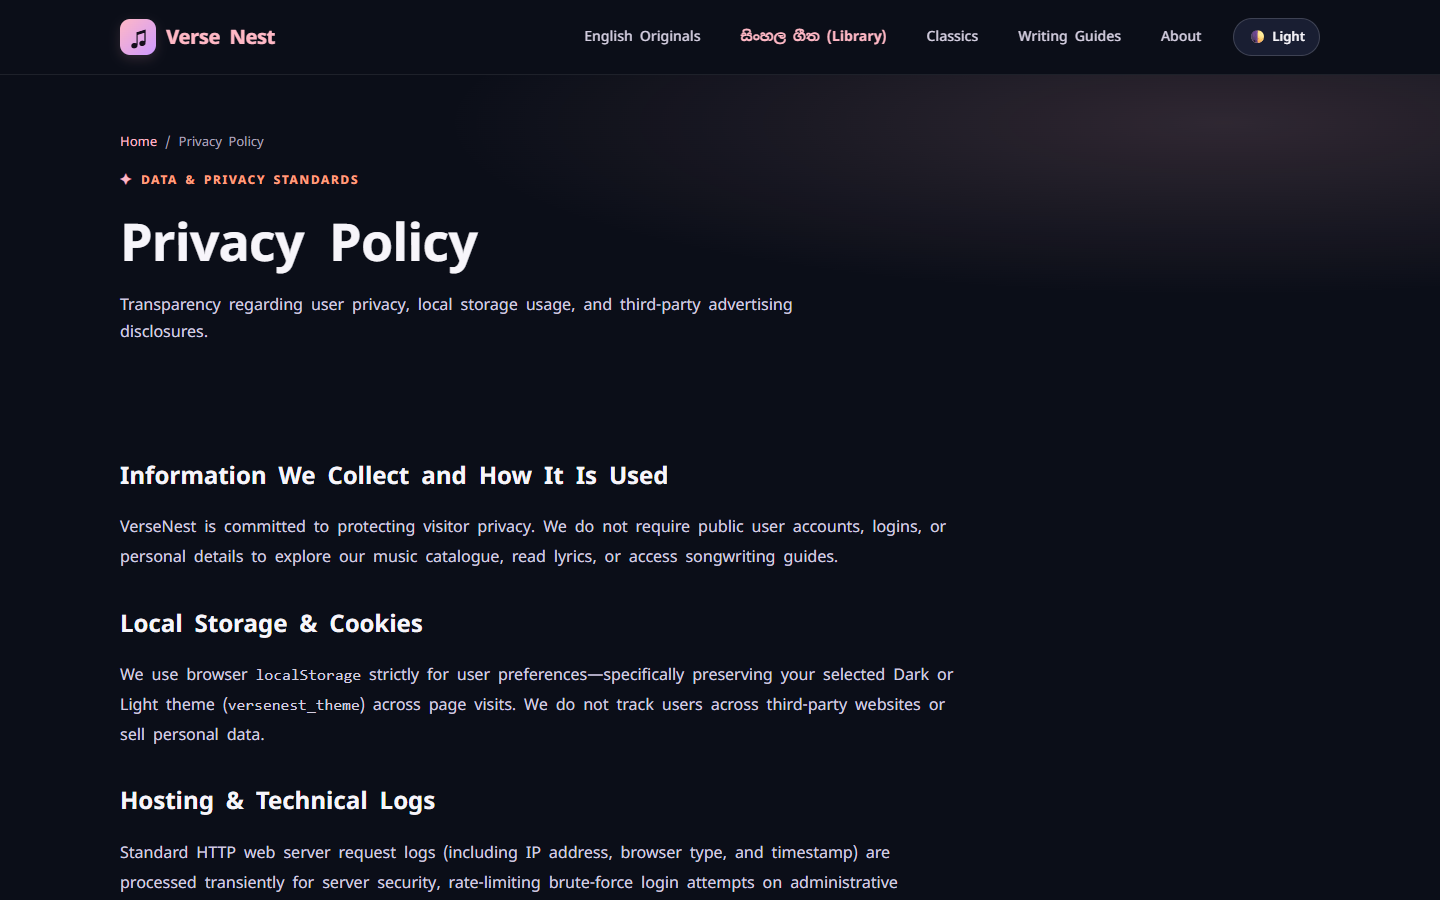 Verse Nest
English Originals
සිංහල ගීත (Library)
Classics
Writing Guides
About
Light
Home / Privacy Policy
DATA & PRIVACY STANDARDS
Privacy Policy
Transparency regarding user privacy, local storage usage, and third-party advertising
disclosures.
Information We Collect and How It Is Used
VerseNest is committed to protecting visitor privacy. We do not require public user accounts, logins, or
personal details to explore our music catalogue, read lyrics, or access songwriting guides.
Local Storage & Cookies
We use browser localStorage strictly for user preferences—specifically preserving your selected Dark or
Light theme (versenest_theme) across page visits. We do not track users across third-party websites or
sell personal data.
Hosting & Technical Logs
Standard HTTP web server request logs (including IP address, browser type, and timestamp) are
processed transiently for server security, rate-limiting brute-force login attempts on administrative